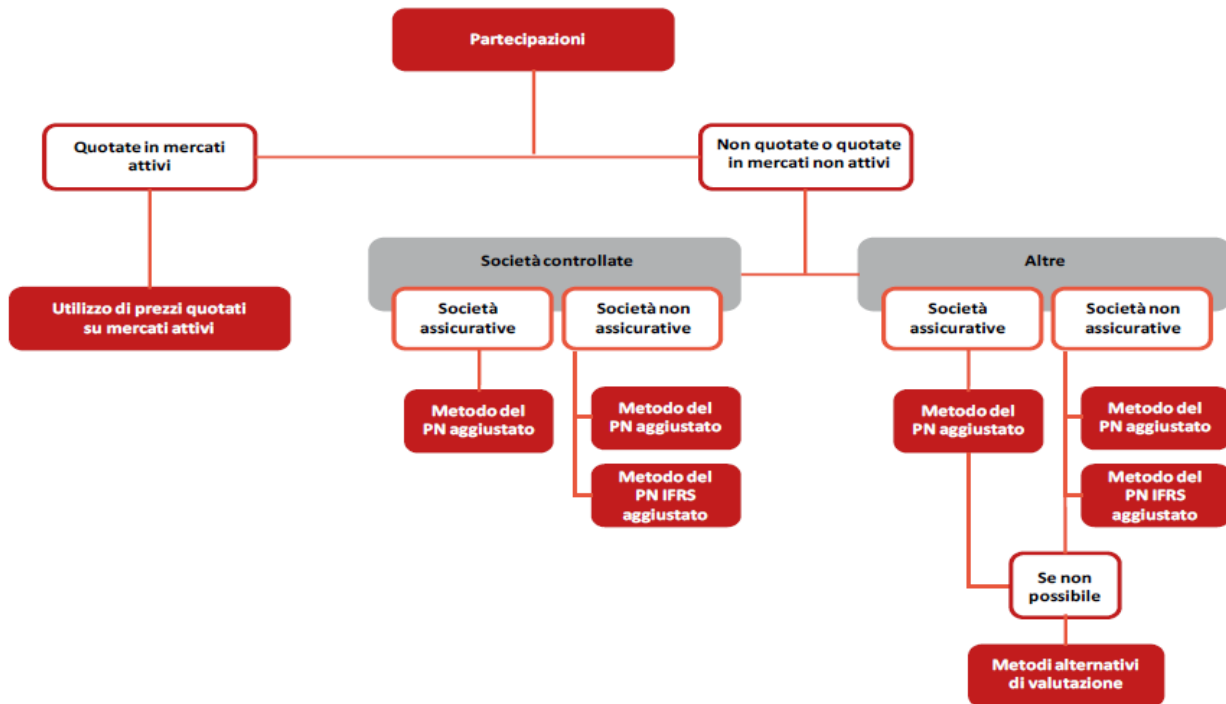 Partecipazioni
Quotate in mercati
attivi
Non quotate o quotate
in mercati non attivi
Utilizzo di prezzi quotati
su mercati attivi
Società controllate
Altre
Società
assicurative
Società non
assicurative
Società
assicurative
Società non
assicurative
Metodo del
PN aggiustato
Metodo del
PN aggiustato
Metodo del
PN aggiustato
Metodo del
PN aggiustato
Metodo del
PN IFRS
aggiustato
Metodo del
PN IFRS
aggiustato
Se non
possibile
Metodi alternativi
di valutazione